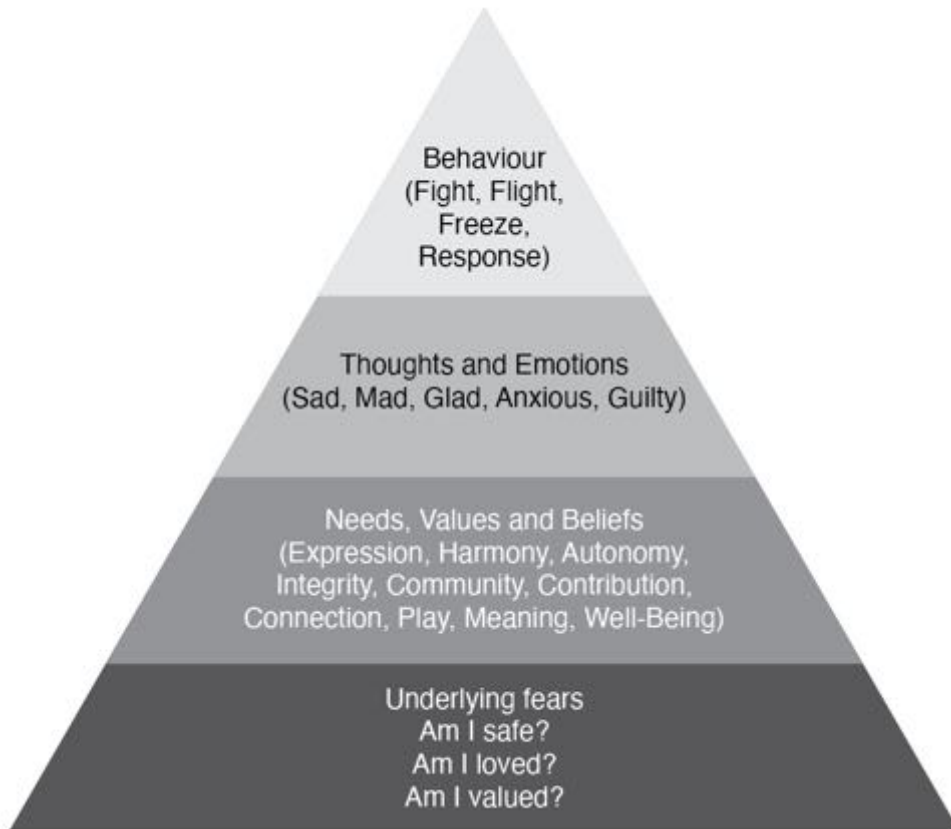 Behaviour
(Fight, Flight,
Freeze,
Response)
Thoughts and Emotions
(Sad, Mad, Glad, Anxious, Guilty)
Needs, Values and Beliefs
(Expression, Harmony, Autonomy,
Integrity, Community, Contribution,
Connection, Play, Meaning, Well-Being)
Underlying fears
Am I safe?
Am I loved?
Am I valued?